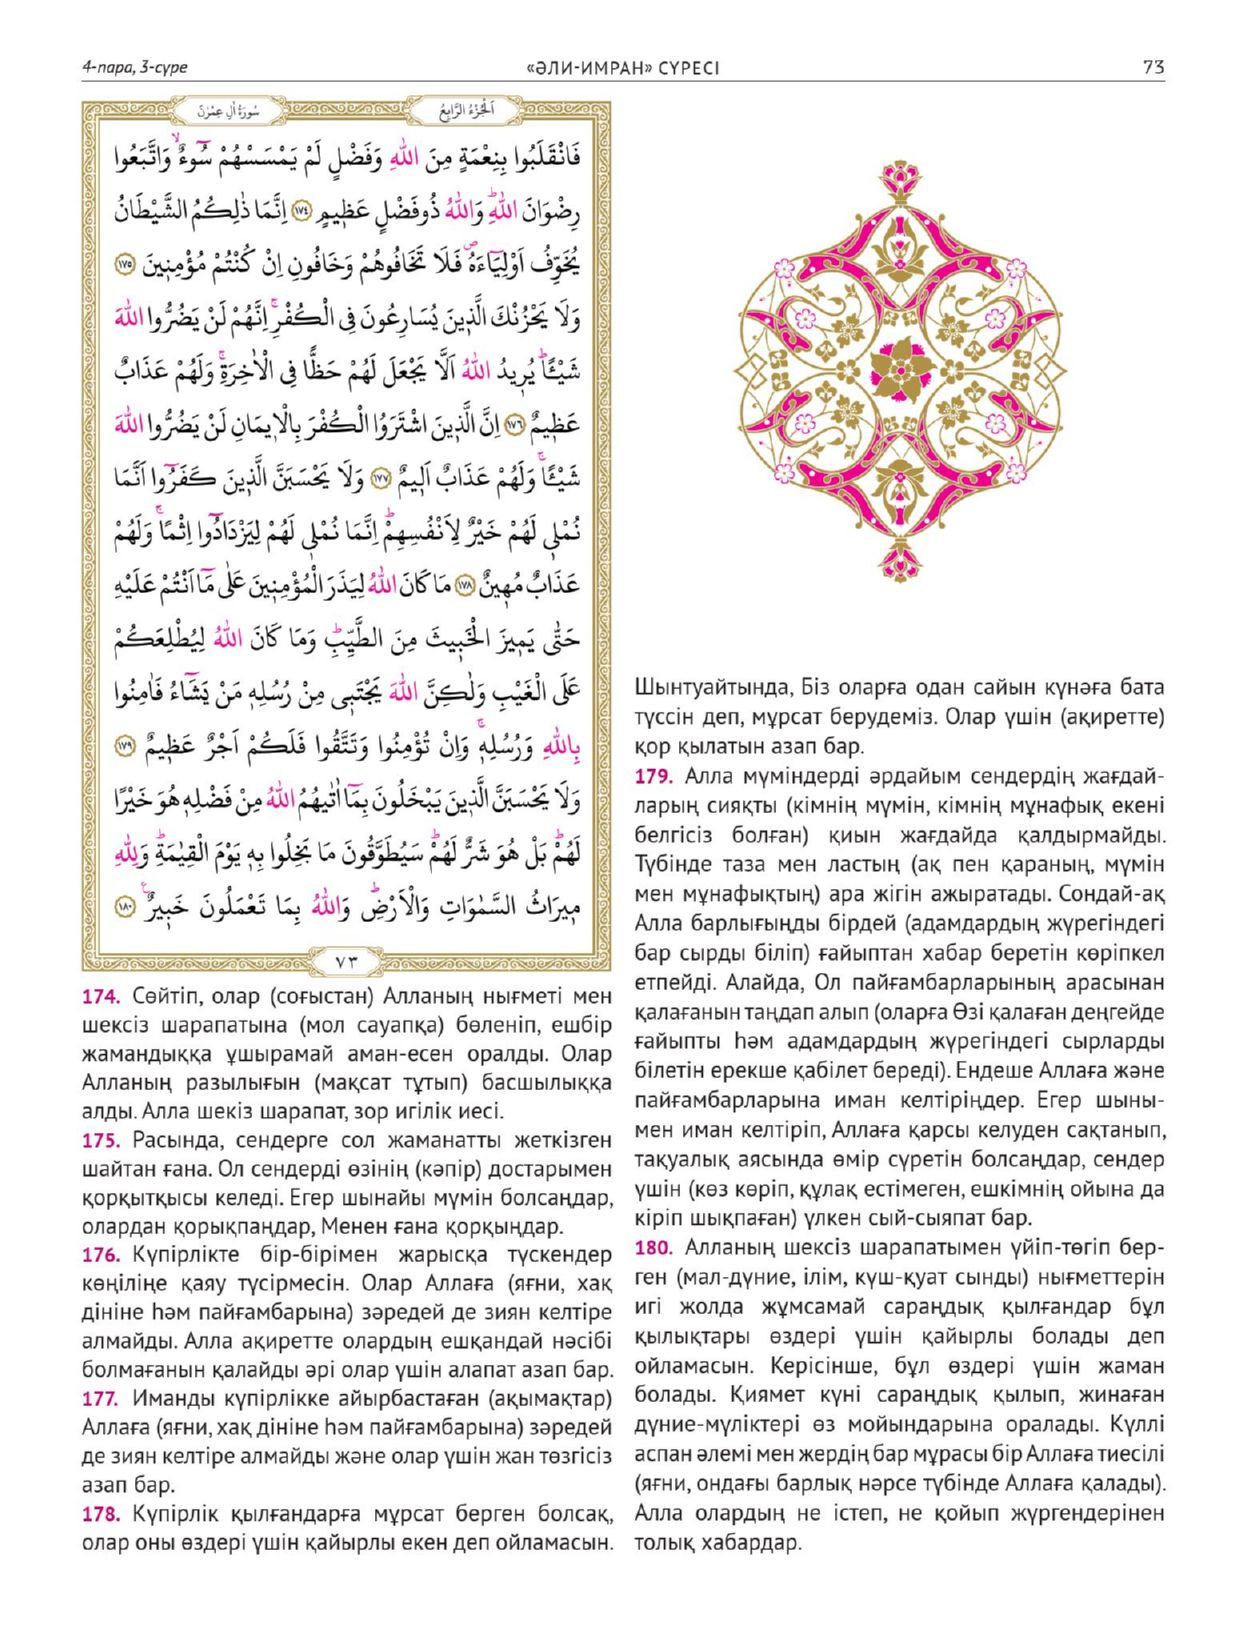 4-пара, 3-сүре
«ӘЛИ-ИМРАН» СҮРЕСІ
73
سُورَةُ اٰلِ عِمْرٰنَ
اَلْجُزْءُ الرَّابِعُ
فَانْقَلَبُوا بِنِعْمَةٍ مِنَ اللّٰهِ وَفَضْلٍ لَمْ يَمْسَسْهُمْ سُٓوءٌۙ وَاتَّبَعُوا
رِضْوَانَ اللّٰهِۜ وَاللّٰهُ ذُو فَضْلٍ عَظٖيمٍ ﴿١٧٤﴾ اِنَّمَا ذٰلِكُمُ الشَّيْطَانُ
يُخَوِّفُ اَوْلِيَٓاءَهُۖ فَلَا تَخَافُوهُمْ وَخَافُونِ اِنْ كُنْتُمْ مُؤْمِنٖينَ ﴿١٧٥﴾
وَلَا يَحْزُنْكَ الَّذٖينَ يُسَارِعُونَ فِى الْكُفْرِۚ اِنَّهُمْ لَنْ يَضُرُّوا اللّٰهَ
شَيْـًٔاۜ يُرٖيدُ اللّٰهُ اَلَّا يَجْعَلَ لَهُمْ حَظًّا فِى الْاٰخِرَةِۚ وَلَهُمْ عَذَابٌ
عَظٖيمٌ ﴿١٧٦﴾ اِنَّ الَّذٖينَ اشْتَرَوُا الْكُفْرَ بِالْاٖيمَانِ لَنْ يَضُرُّوا اللّٰهَ
شَيْـًٔاۚ وَلَهُمْ عَذَابٌ اَلٖيمٌ ﴿١٧٧﴾ وَلَا يَحْسَبَنَّ الَّذٖينَ كَفَرُٓوا اَنَّمَا
نُمْلٖى لَهُمْ خَيْرٌ لِاَنْفُسِهِمْۜ اِنَّمَا نُمْلٖى لَهُمْ لِيَزْدَادُٓوا اِثْمًاۚ وَلَهُمْ
عَذَابٌ مُهٖينٌ ﴿١٧٨﴾ مَا كَانَ اللّٰهُ لِيَذَرَ الْمُؤْمِنٖينَ عَلٰى مَٓا اَنْتُمْ عَلَيْهِ
حَتّٰى يَمٖيزَ الْخَبٖيثَ مِنَ الطَّيِّبِۜ وَمَا كَانَ اللّٰهُ لِيُطْلِعَكُمْ
عَلَى الْغَيْبِ وَلٰكِنَّ اللّٰهَ يَجْتَبٖى مِنْ رُسُلِهٖ مَنْ يَشَٓاءُ فَاٰمِنُوا
بِاللّٰهِ وَرُسُلِهٖۚ وَاِنْ تُؤْمِنُوا وَتَتَّقُوا فَلَكُمْ اَجْرٌ عَظٖيمٌ ﴿١٧٩﴾
وَلَا يَحْسَبَنَّ الَّذٖينَ يَبْخَلُونَ بِمَٓا اٰتٰيهُمُ اللّٰهُ مِنْ فَضْلِهٖ هُوَ خَيْرًا
لَهُمْۜ بَلْ هُوَ شَرٌّ لَهُمْۜ سَيُطَوَّقُونَ مَا بَخِلُوا بِهٖ يَوْمَ الْقِيٰمَةِۜ وَلِلّٰهِ
مٖيرَاثُ السَّمٰوَاتِ وَالْاَرْضِۜ وَاللّٰهُ بِمَا تَعْمَلُونَ خَبٖيرٌࣖ ﴿١٨٠﴾
٧٣
174. Сөйтіп, олар (соғыстан) Алланың нығметі мен
шексіз шарапатына (мол сауапқа) бөленіп, ешбір
жамандыққа ұшырамай аман-есен оралды. Олар
Алланың разылығын (мақсат тұтып) басшылыққа
алды. Алла шекіз шарапат, зор игілік иесі.
175. Расында, сендерге сол жаманатты жеткізген
шайтан ғана. Ол сендерді өзінің (кәпір) достарымен
қорқытқысы келеді. Егер шынайы мүмін болсаңдар,
олардан қорықпаңдар, Менен ғана қорқыңдар.
176. Күпірлікте бір-бірімен жарысқа түскендер
көңіліңе қаяу түсірмесін. Олар Аллаға (яғни, хақ
дініне һәм пайғамбарына) зәредей де зиян келтіре
алмайды. Алла ақиретте олардың ешқандай нәсібі
болмағанын қалайды әрі олар үшін алапат азап бар.
177. Иманды күпірлікке айырбастаған (ақымақтар)
Аллаға (яғни, хақ дініне һәм пайғамбарына) зәредей
де зиян келтіре алмайды және олар үшін жан төзгісіз
азап бар.
178. Күпірлік қылғандарға мұрсат берген болсақ,
олар оны өздері үшін қайырлы екен деп ойламасын.
Шынтуайтында, Біз оларға одан сайын күнәға бата
түссін деп, мұрсат берудеміз. Олар үшін (ақиретте)
қор қылатын азап бар.
179. Алла мүміндерді әрдайым сендердің жағдай-
ларың сияқты (кімнің мүмін, кімнің мұнафық екені
белгісіз болған) қиын жағдайда қалдырмайды.
Түбінде таза мен ластың (ақ пен қараның, мүмін
мен мұнафықтың) ара жігін ажыратады. Сондай-ақ
Алла барлығыңды бірдей (адамдардың жүрегіндегі
бар сырды біліп) ғайыптан хабар беретін көріпкел
етпейді. Алайда, Ол пайғамбарларының арасынан
қалағанын таңдап алып (оларға Өзі қалаған деңгейде
ғайыпты һәм адамдардың жүрегіндегі сырларды
білетін ерекше қабілет береді). Ендеше Аллаға және
пайғамбарларына иман келтіріңдер. Егер шыны-
мен иман келтіріп, Аллаға қарсы келуден сақтанып,
тақуалық аясында өмір сүретін болсаңдар, сендер
үшін (көз көріп, құлақ естімеген, ешкімнің ойына да
кіріп шықпаған) үлкен сый-сыяпат бар.
180. Алланың шексіз шарапатымен үйіп-төгіп бер-
ген (мал-дүние, ілім, күш-қуат сынды) нығметтерін
игі жолда жұмсамай сараңдық қылғандар бұл
қылықтары өздері үшін қайырлы болады деп
ойламасын. Керісінше, бұл өздері үшін жаман
болады. Қиямет күні сараңдық қылып, жинаған
дүние-мүліктері өз мойындарына оралады. Күллі
аспан әлемі мен жердің бар мұрасы бір Аллаға тиесілі
(яғни, ондағы барлық нәрсе түбінде Аллаға қалады).
Алла олардың не істеп, не қойып жүргендерінен
толық хабардар.